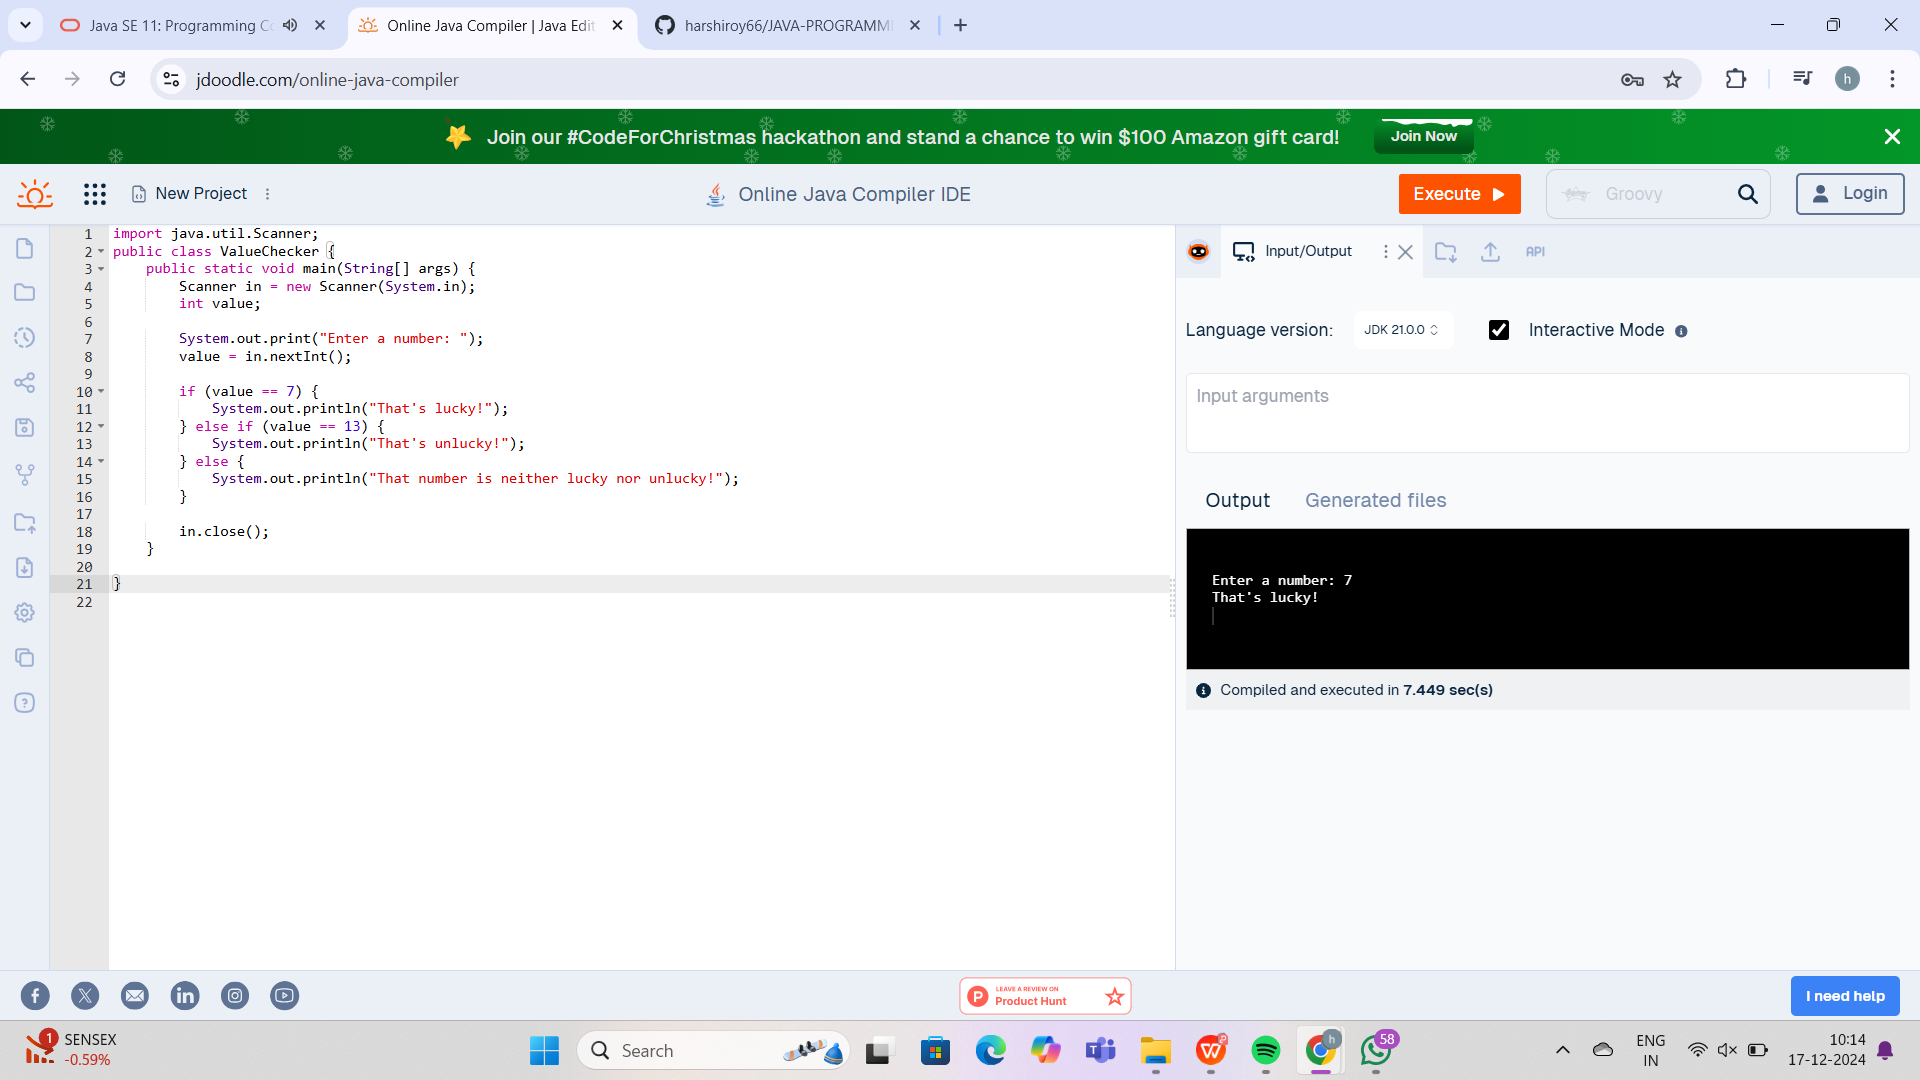 Java SE 11: Programming Co
Online Java Compiler | Java Edit
harshiroy66/JAVA-PROGRAMMI
jdoodle.com/online-java-compiler
h
Join our #CodeForChristmas hackathon and stand a chance to win $100 Amazon gift card!
Join Now
New Project
Online Java Compiler IDE
Execute
Groovy
Login
1 import java.util.Scanner;
2 public class ValueChecker {
3     public static void main(String[] args) {
4         Scanner in = new Scanner(System.in);
5         int value;
6
7         System.out.print("Enter a number: ");
8         value = in.nextInt();
9
10         if (value == 7) {
11             System.out.println("That's lucky!");
12         } else if (value == 13) {
13             System.out.println("That's unlucky!");
14         } else {
15             System.out.println("That number is neither lucky nor unlucky!");
16         }
17
18         in.close();
19     }
20
21 }
22
Input/Output
API
Language version:
JDK 21.0.0
Interactive Mode
Input arguments
Output
Generated files
Enter a number: 7
That's lucky!
Compiled and executed in 7.449 sec(s)
LEAVE A REVIEW ON
Product Hunt
I need help
1
SENSEX
-0.59%
Search
h
58
ENG
IN
10:14
17-12-2024